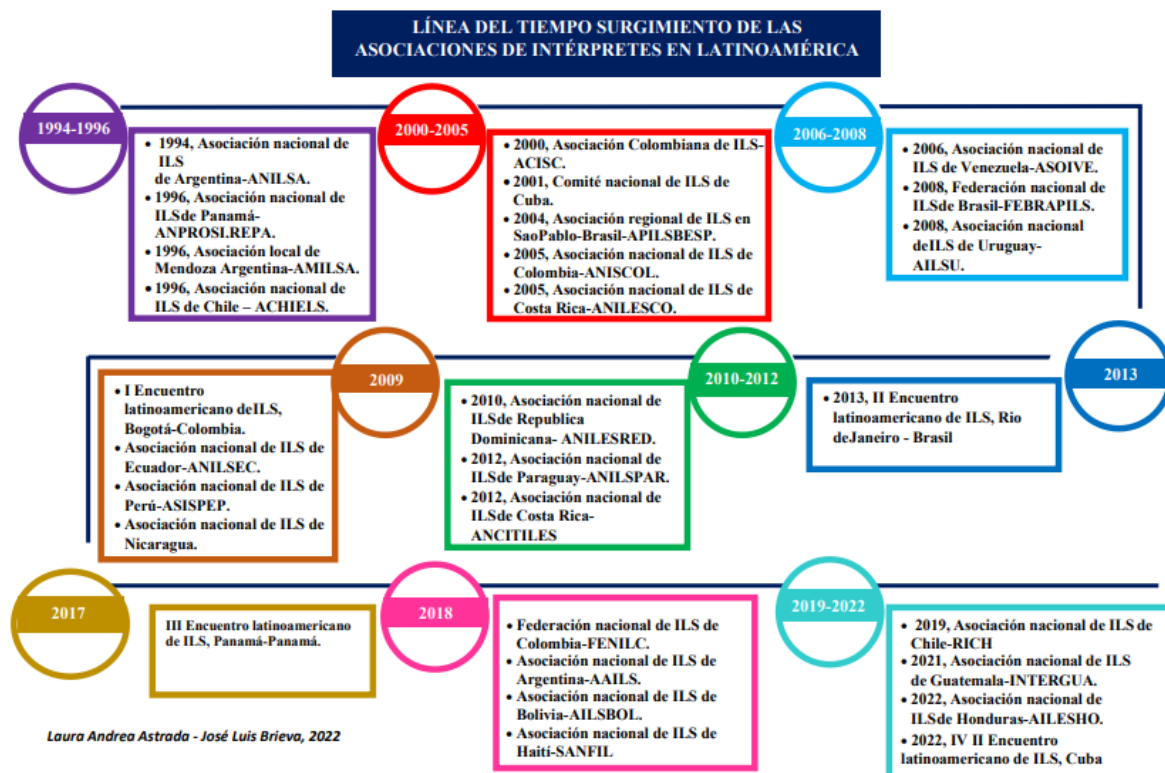 LÍNEA DEL TIEMPO SURGIMIENTO DE LAS
ASOCIACIONES DE INTÉRPRETES EN LATINOAMÉRICA
1994-1996
• 1994, Asociación nacional de
ILS
de Argentina-ANILSA.
• 1996, Asociación nacional de
ILSde Panamá-
ANPROSI.REPA.
• 1996, Asociación local de
Mendoza Argentina-AMILSA.
• 1996, Asociación nacional de
ILS de Chile – ACHIELS.
2000-2005
• 2000, Asociación Colombiana de ILS-
ACISC.
• 2001, Comité nacional de ILS de
Cuba.
• 2004, Asociación regional de ILS en
SaoPablo-Brasil-APILSBESP.
• 2005, Asociación nacional de ILS de
Colombia-ANISCOL.
• 2005, Asociación nacional de ILS de
Costa Rica-ANILESCO.
2006-2008
• 2006, Asociación nacional de
ILS de Venezuela-ASOIVE.
• 2008, Federación nacional de
ILSde Brasil-FEBRAPILS.
• 2008, Asociación nacional
deILS de Uruguay-
AILSU.
2009
• I Encuentro
latinoamericano deILS,
Bogotá-Colombia.
• Asociación nacional de ILS de
Ecuador-ANILSEC.
• Asociación nacional de ILS de
Perú-ASISPEP.
• Asociación nacional de ILS de
Nicaragua.
2010-2012
• 2010, Asociación nacional de
ILSde Republica
Dominicana- ANILESRED.
• 2012, Asociación nacional de
ILSde Paraguay-ANILSPAR.
• 2012, Asociación nacional de
ILSde Costa Rica-
ANCITILES
2013
• 2013, II Encuentro
latinoamericano de ILS, Rio
deJaneiro - Brasil
2017
III Encuentro latinoamericano
de ILS, Panamá-Panamá.
2018
• Federación nacional de ILS de
Colombia-FENILC.
• Asociación nacional de ILS de
Argentina-AAILS.
• Asociación nacional de ILS de
Bolivia-AILSBOL.
• Asociación nacional de ILS de
Haití-SANFIL
2019-2022
• 2019, Asociación nacional de ILS de
Chile-RICH
• 2021, Asociación nacional de ILS
de Guatemala-INTERGUA.
• 2022, Asociación nacional de
ILSde Honduras-AILESHO.
• 2022, IV II Encuentro
latinoamericano de ILS, Cuba
Laura Andrea Astrada - José Luis Brieva, 2022